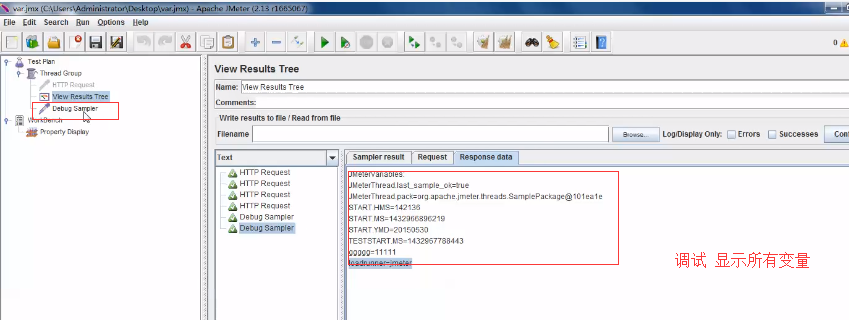 var.jmx (C:\Users\Administrator\Desktop\var.jmx) - Apache JMeter (2.13 r1665067)
File Edit Search Run Options Help
0
Test Plan
Thread Group
HTTP Request
View Results Tree
Debug Sampler
WorkBench
Property Display
View Results Tree
Name: View Results Tree
Comments:
Write results to file / Read from file
Filename Browse... Log/Display Only: Errors Successes Conf
Text
HTTP Request
HTTP Request
HTTP Request
HTTP Request
Debug Sampler
Debug Sampler
Sampler result Request Response data
JMeterVariables:
JMeterThread.last_sample_ok=true
JMeterThread.pack=org.apache.jmeter.threads.SamplePackage@101ea1e
START.HMS=142136
START.MS=1432966896219
START.YMD=20150530
TESTSTART.MS=1432967788443
ggggg=11111
loadrunner=jmeter
调试 显示所有变量